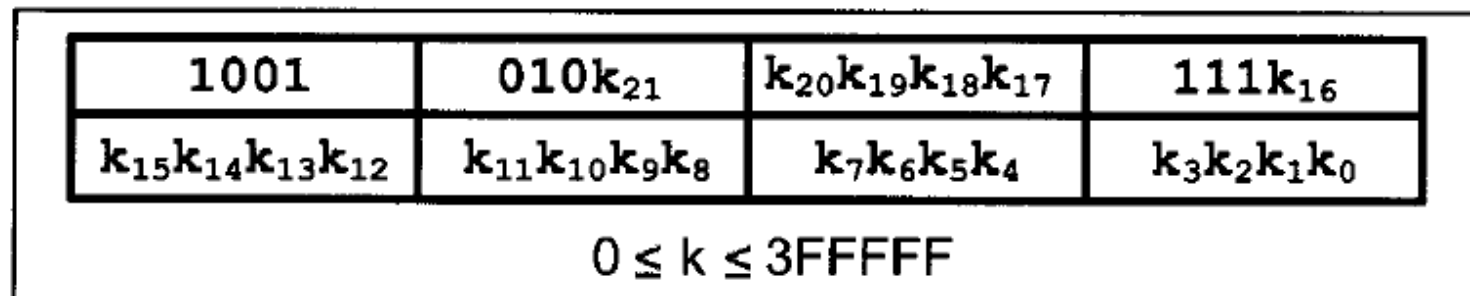 1001 010k₂₁ k₂₀k₁₉k₁₈k₁₇ 111k₁₆
k₁₅k₁₄k₁₃k₁₂ k₁₁k₁₀k₉k₈ k₇k₆k₅k₄ k₃k₂k₁k₀
0 ≤ k ≤ 3FFFFF